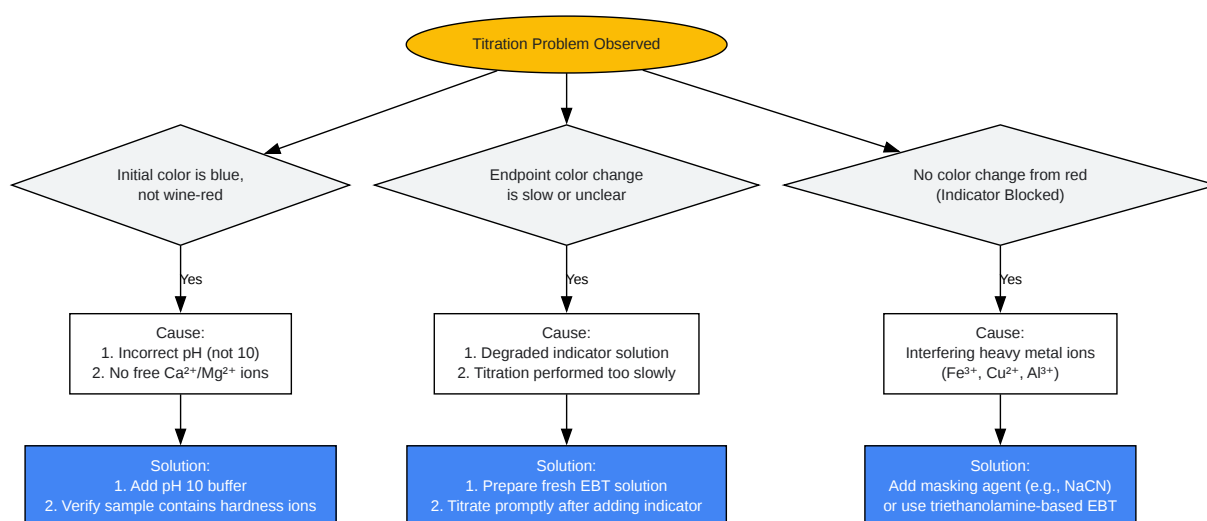 Titration Problem Observed
Initial color is blue,
not wine-red
Endpoint color change
is slow or unclear
No color change from red
(Indicator Blocked)
Yes
Yes
Yes
Cause:
1. Incorrect pH (not 10)
2. No free Ca²⁺/Mg²⁺ ions
Cause:
1. Degraded indicator solution
2. Titration performed too slowly
Cause:
Interfering heavy metal ions
(Fe³⁺, Cu²⁺, Al³⁺)
Solution:
1. Add pH 10 buffer
2. Verify sample contains hardness ions
Solution:
1. Prepare fresh EBT solution
2. Titrate promptly after adding indicator
Solution:
Add masking agent (e.g., NaCN)
or use triethanolamine-based EBT